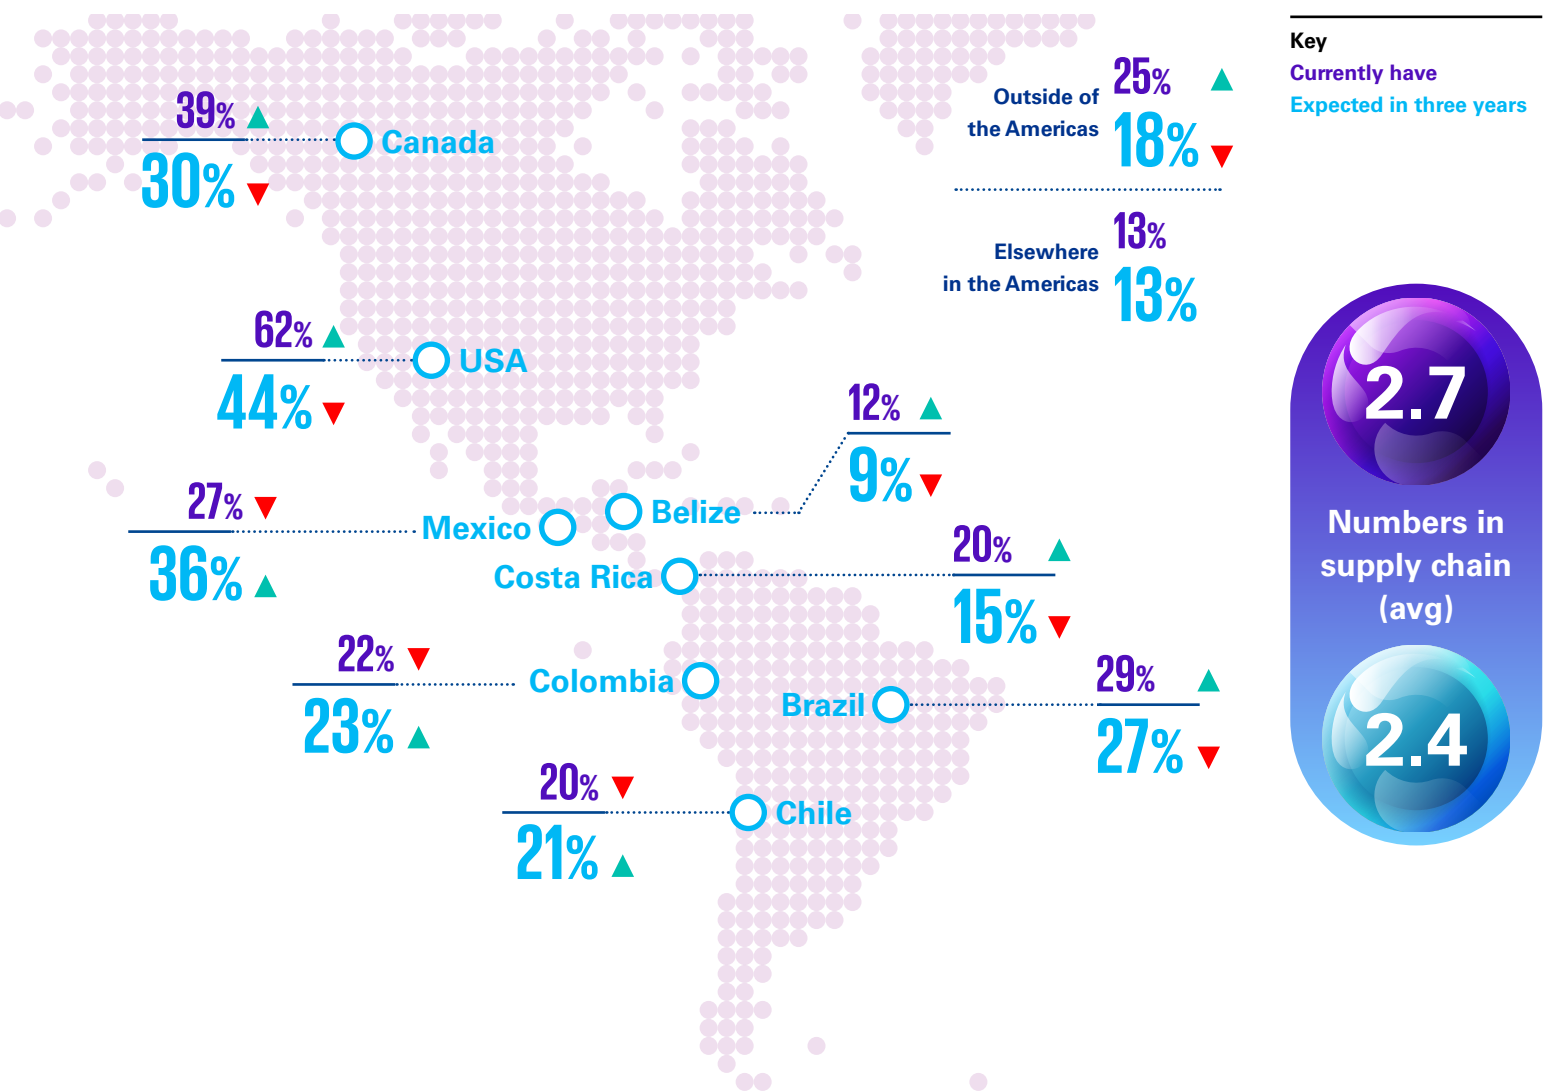 Key
Currently have
Expected in three years
25%
Outside of
the Americas
18%
13%
Elsewhere
in the Americas
13%
39%
Canada
30%
62%
USA
44%
12%
Belize
9%
27%
Mexico
36%
20%
Costa Rica
15%
22%
Colombia
23%
29%
Brazil
27%
20%
Chile
21%
2.7
Numbers in
supply chain
(avg)
2.4